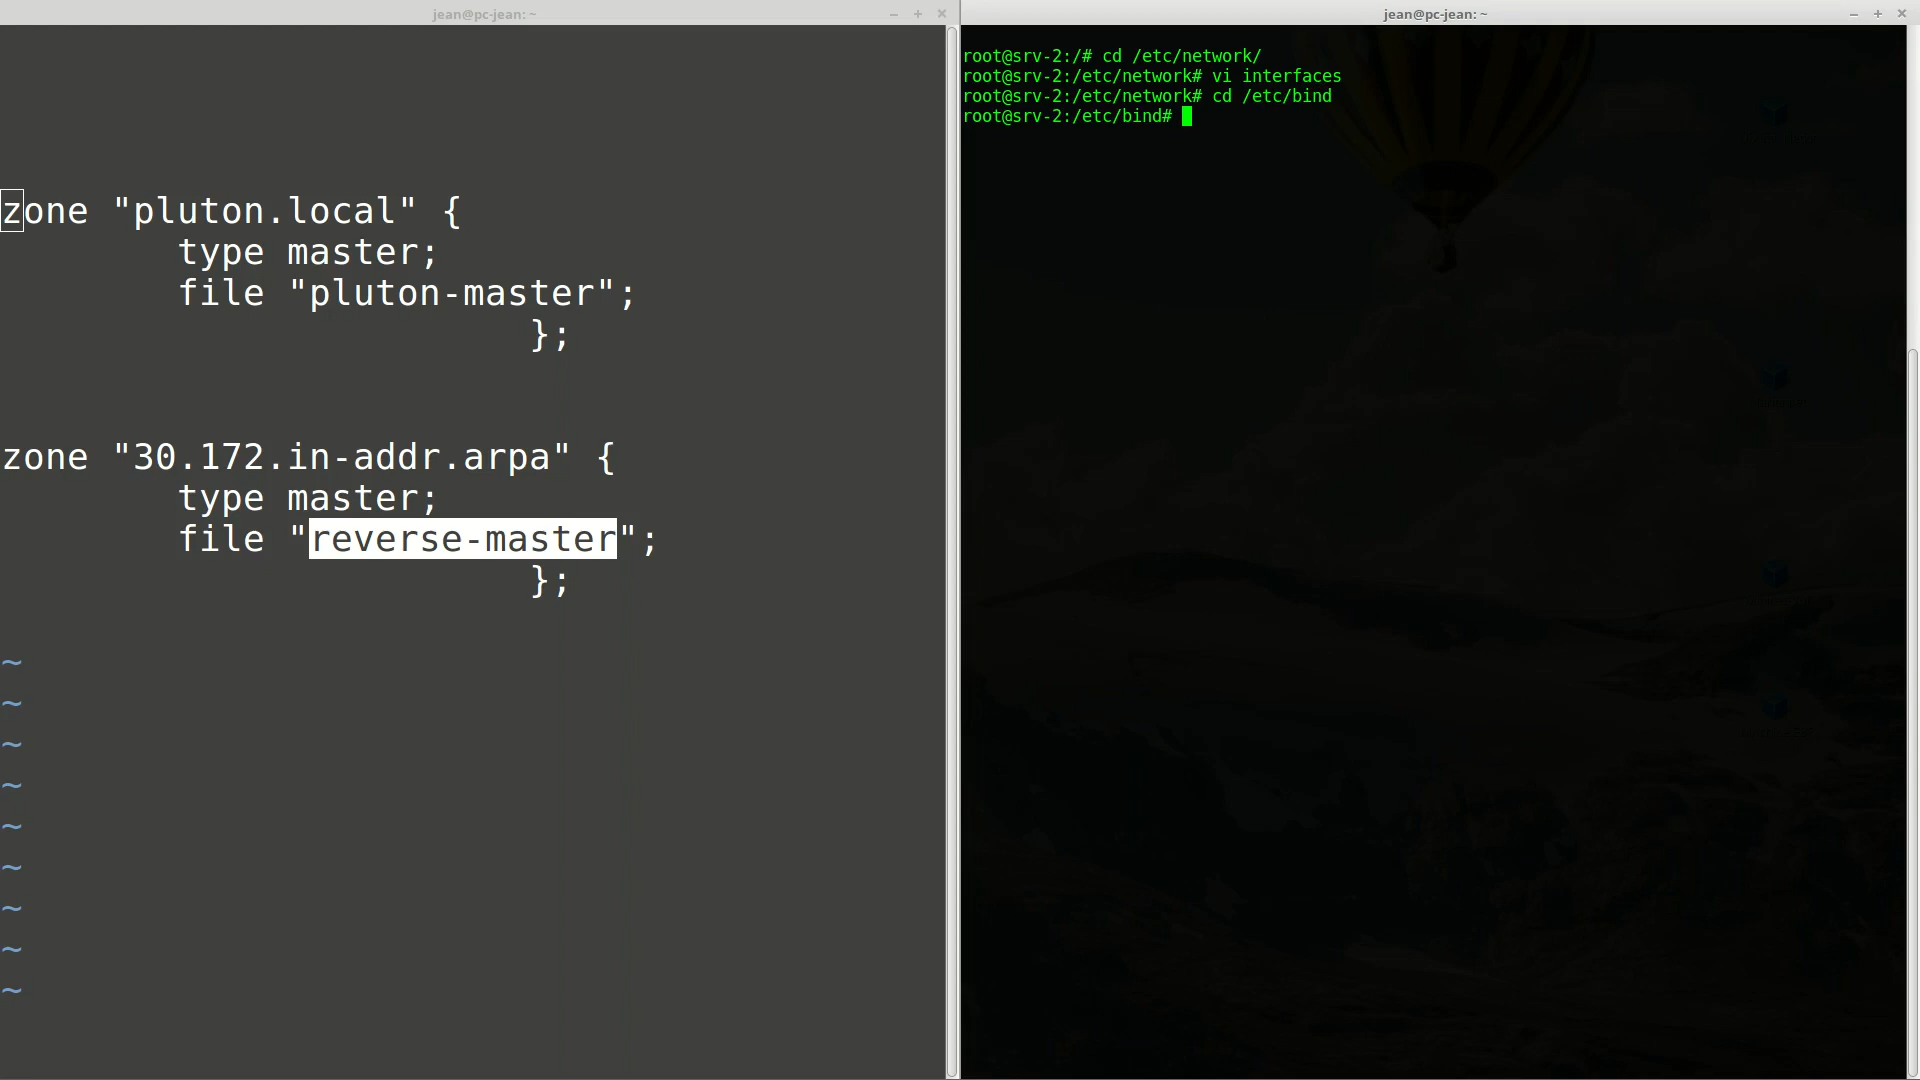 jean@pc-jean: ~
zone "pluton.local" {
type master;
file "pluton-master";
};
zone "30.172.in-addr.arpa" {
type master;
file "reverse-master";
};
~
~
~
~
~
~
~
~
~
jean@pc-jean: ~
root@srv-2:/# cd /etc/network/
root@srv-2:/etc/network# vi interfaces
root@srv-2:/etc/network# cd /etc/bind
root@srv-2:/etc/bind#